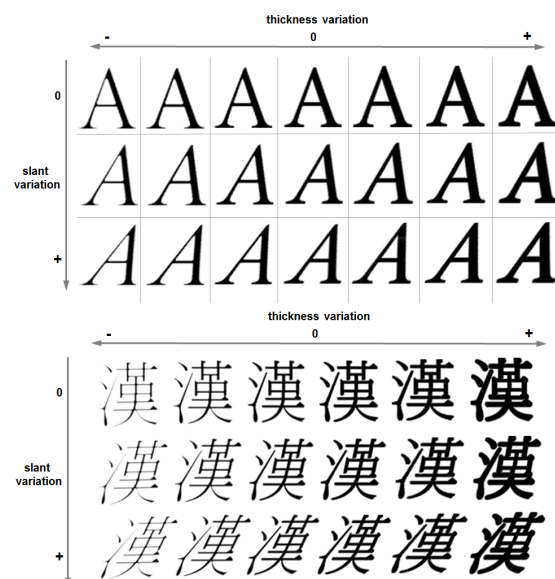 thickness variation
- 0 +
0 A A A A A A A
slant
variation
A A A A A A A
+ A A A A A A A
thickness variation
- 0 +
0 漢 漢 漢 漢 漢 漢
slant
variation
漢 漢 漢 漢 漢 漢
+ 漢 漢 漢 漢 漢 漢